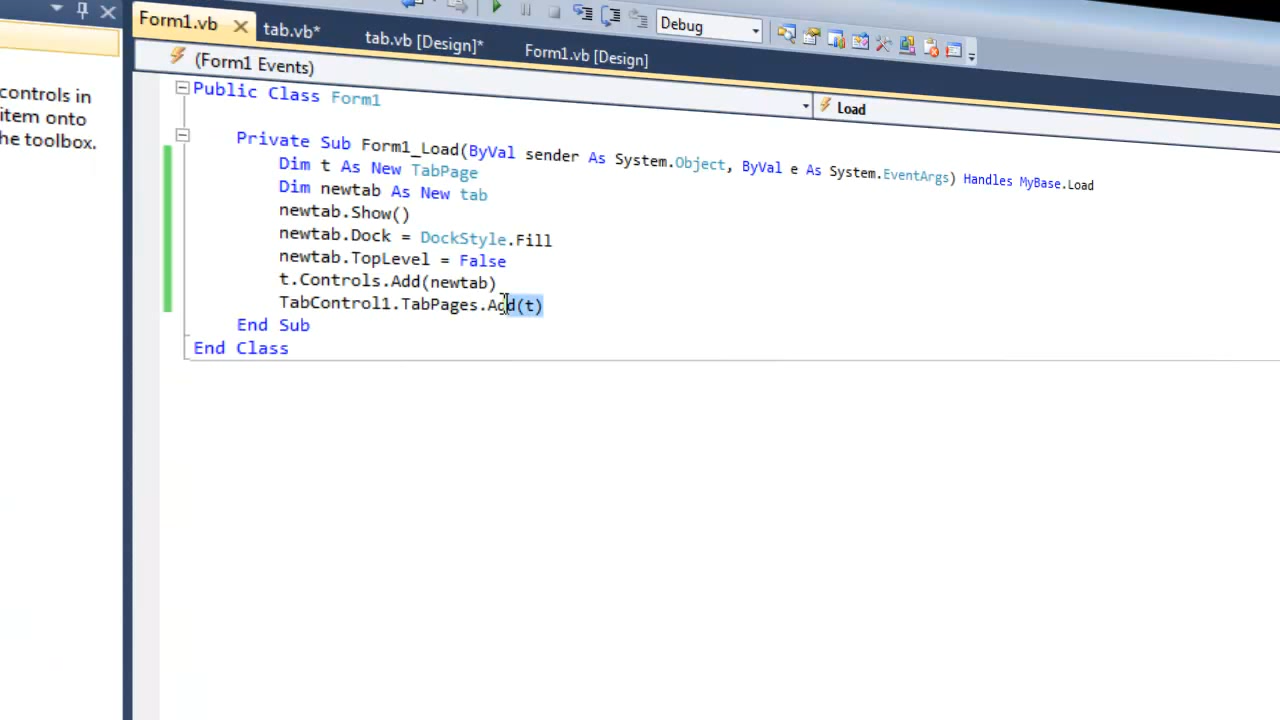 Form1.vb
tab.vb*
tab.vb [Design]*
Form1.vb [Design]
Debug
(Form1 Events)
Load
controls in
item onto
he toolbox.
Public Class Form1
Private Sub Form1_Load(ByVal sender As System.Object, ByVal e As System.EventArgs) Handles MyBase.Load
Dim t As New TabPage
Dim newtab As New tab
newtab.Show()
newtab.Dock = DockStyle.Fill
newtab.TopLevel = False
t.Controls.Add(newtab)
TabControl1.TabPages.Add(t)
End Sub
End Class